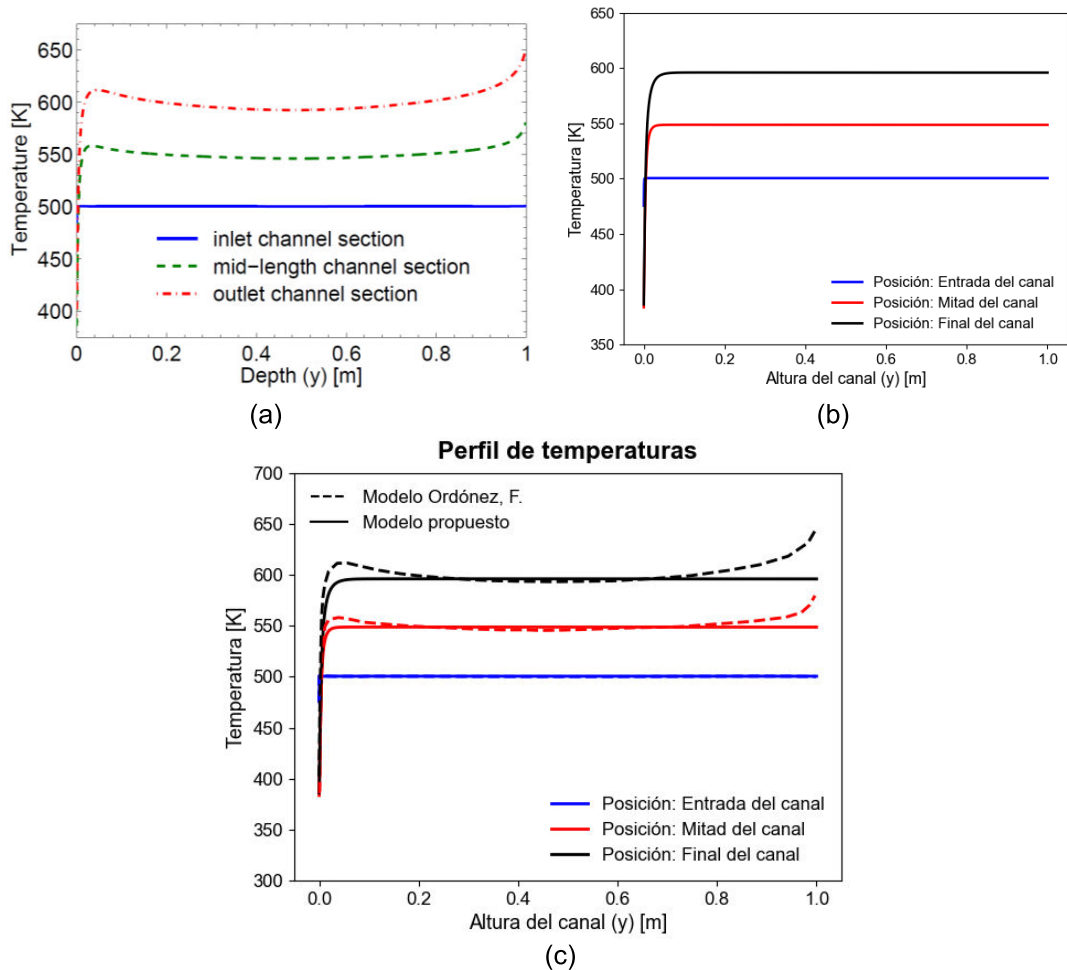 650
600
550
500
450
400
Temperature [K]
inlet channel section
mid-length channel section
outlet channel section
0 0.2 0.4 0.6 0.8 1
Depth (y) [m]
(a)
650
600
550
500
450
400
350
Temperatura [K]
Posición: Entrada del canal
Posición: Mitad del canal
Posición: Final del canal
0.0 0.2 0.4 0.6 0.8 1.0
Altura del canal (y) [m]
(b)
Perfil de temperaturas
700
650
600
550
500
450
400
350
300
Temperatura [K]
Modelo Ordónez, F.
Modelo propuesto
Posición: Entrada del canal
Posición: Mitad del canal
Posición: Final del canal
0.0 0.2 0.4 0.6 0.8 1.0
Altura del canal (y) [m]
(c)